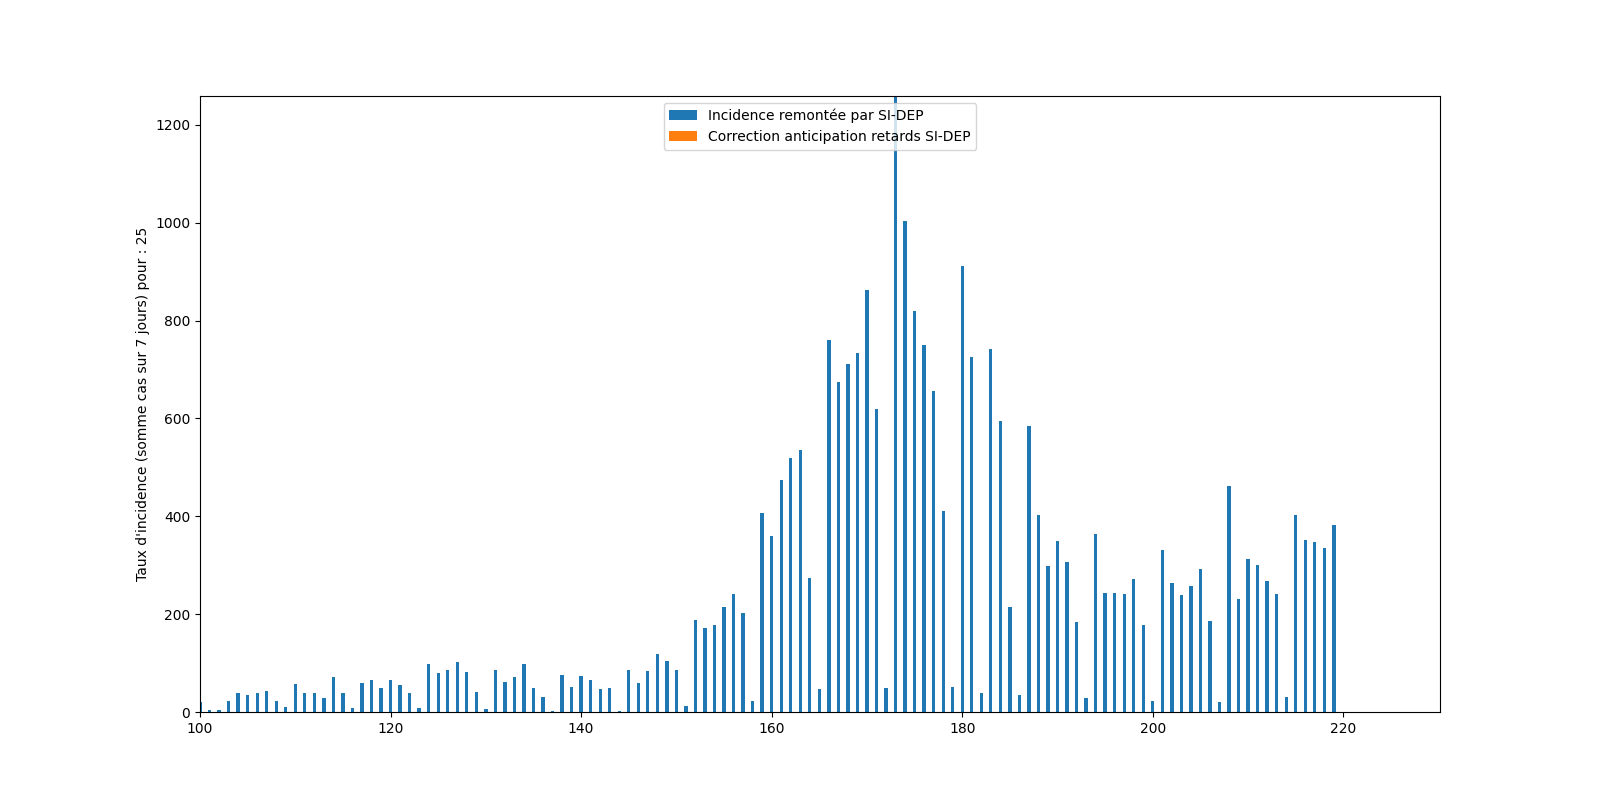 Incidence remontée par SI-DEP
Correction anticipation retards SI-DEP
Taux d'incidence (somme cas sur 7 jours) pour : 25
1200
1000
800
600
400
200
0
100 120 140 160 180 200 220